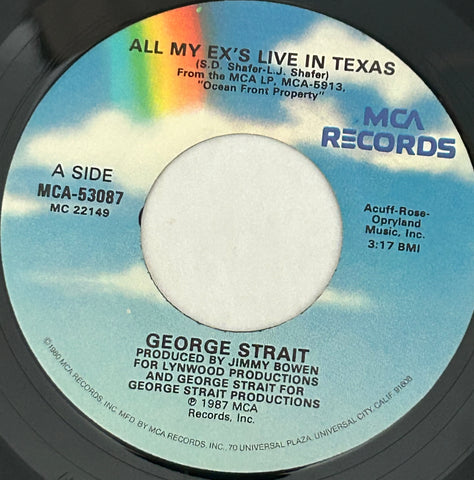 ALL MY EX'S LIVE IN TEXAS
(S.D. Shafer-L.J. Shafer)
From the MCA LP, MCA-5913,
"Ocean Front Property"
MCA
RECORDS
A SIDE
MCA-53087
MC 22149
Acuff-Rose-
Opryland
Music, Inc.
3:17 BMI
GEORGE STRAIT
PRODUCED BY JIMMY BOWEN
FOR LYNWOOD PRODUCTIONS
AND GEORGE STRAIT FOR
GEORGE STRAIT PRODUCTIONS
℗ 1987 MCA
Records, Inc.
©1980 MCA RECORDS, INC. MFG BY MCA RECORDS, INC., 70 UNIVERSAL PLAZA, UNIVERSAL CITY, CALIF. 91608